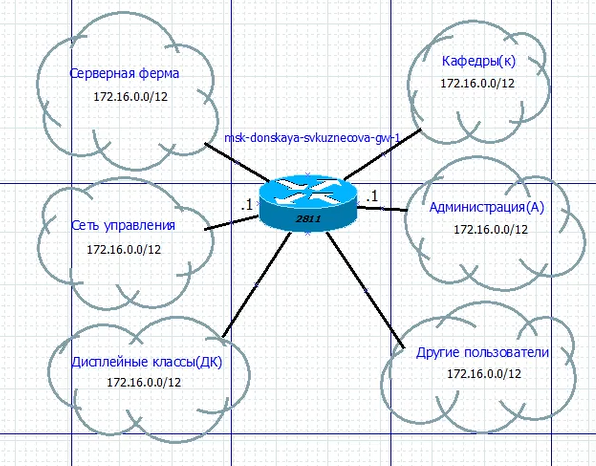 Серверная ферма
172.16.0.0/12
Кафедры(к)
172.16.0.0/12
msk-donskaya-svkuznecova-gw-1
.1
.1
2811
Сеть управления
172.16.0.0/12
Администрация(А)
172.16.0.0/12
Дисплейные классы(ДК)
172.16.0.0/12
Другие пользователи
172.16.0.0/12